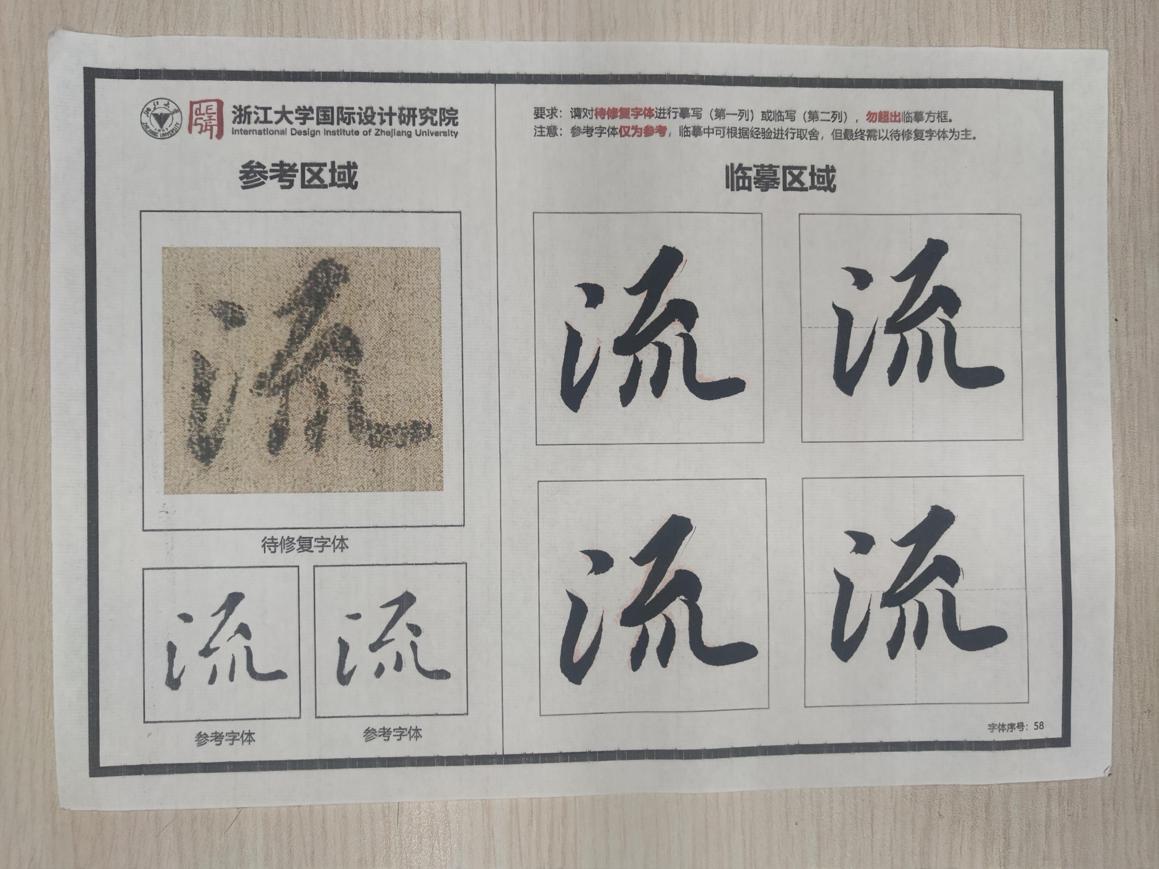 浙江大学国际设计研究院
International Design Institute of Zhejiang University
参考区域
流
待修复字体
流
流
参考字体
参考字体
要求：请对待修复字体进行摹写（第一列）或临写（第二列），勿超出临摹方框。
注意：参考字体仅为参考，临摹中可根据经验进行取舍，但最终需以待修复字体为主。
临摹区域
流
流
流
流
字体序号：58